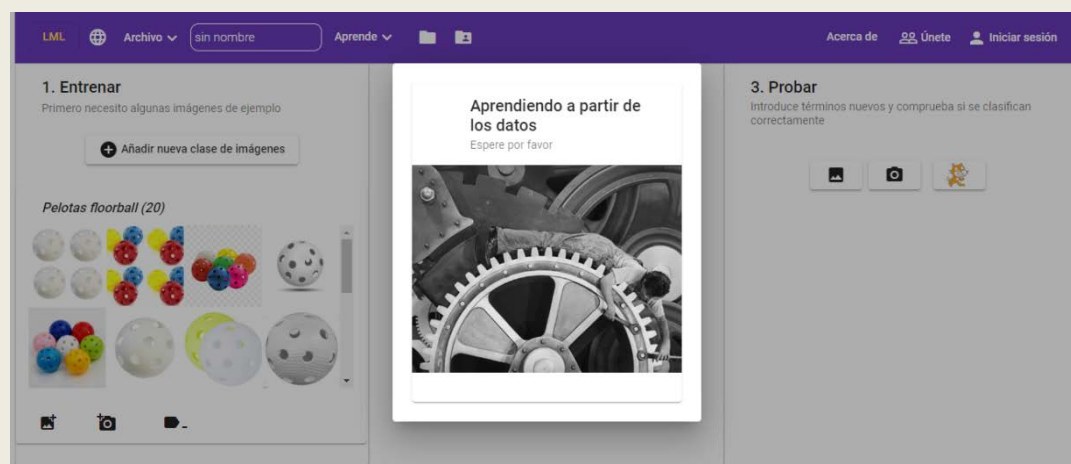 LML Archivo sin nombre Aprende Acerca de Únete Iniciar sesión
1. Entrenar
Primero necesito algunas imágenes de ejemplo
Añadir nueva clase de imágenes
Pelotas floorball (20)
Aprendiendo a partir de
los datos
Espere por favor
3. Probar
Introduce términos nuevos y comprueba si se clasifican
correctamente